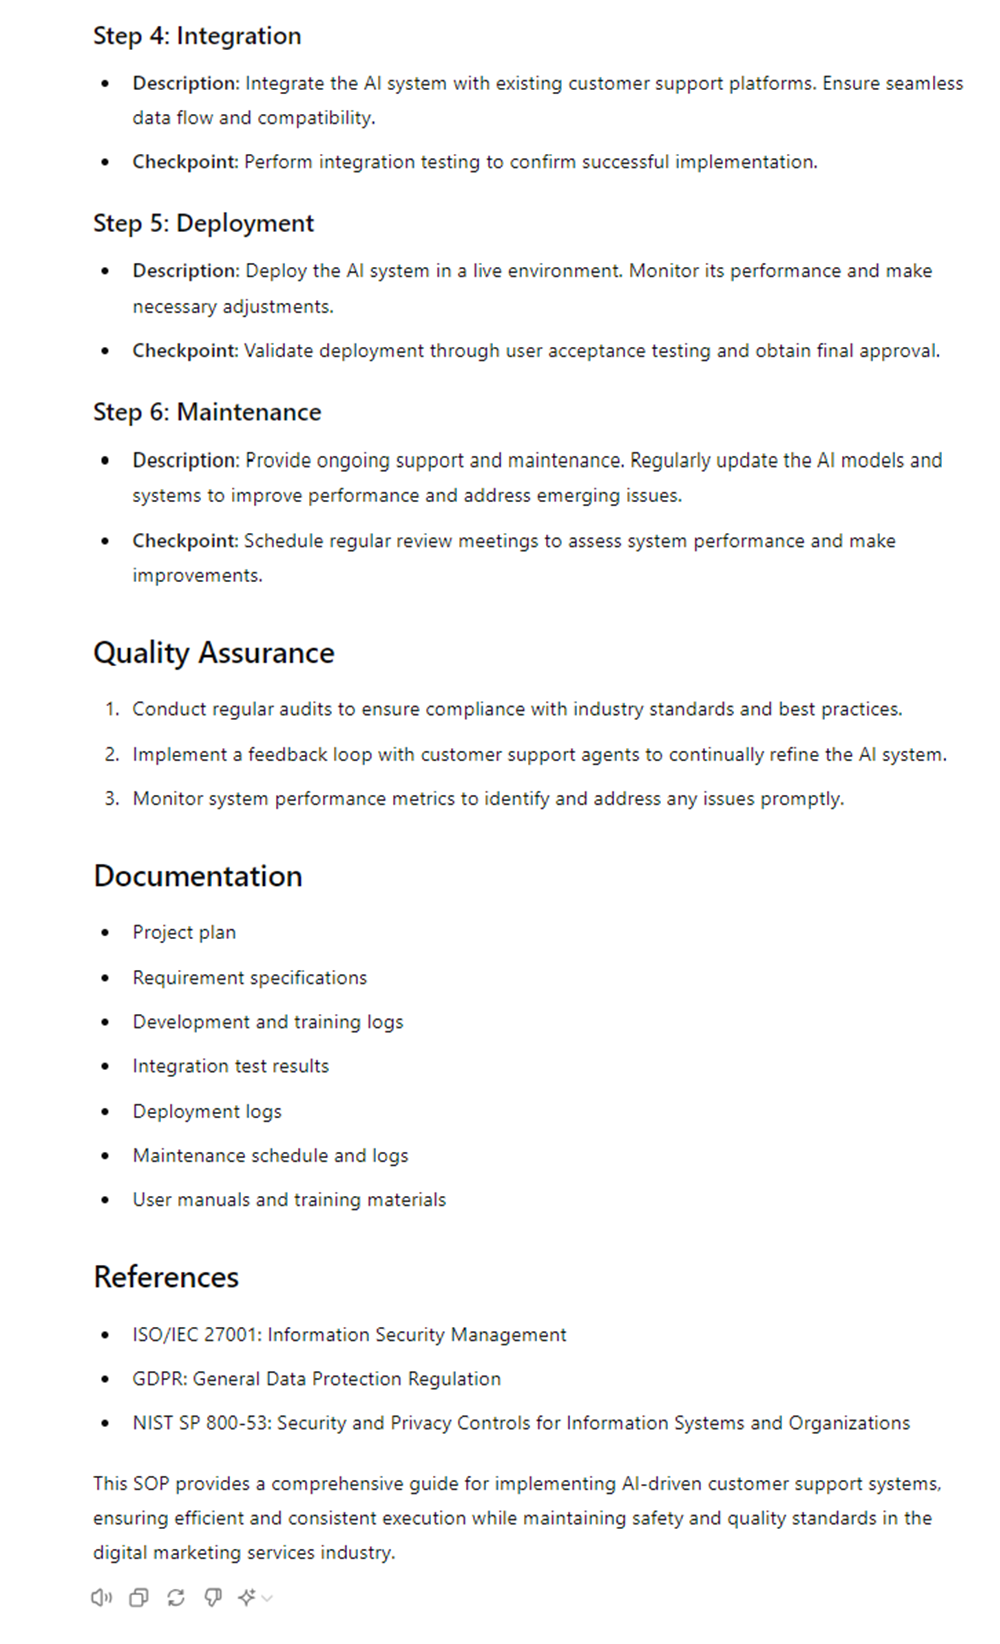 Step 4: Integration
• Description: Integrate the AI system with existing customer support platforms. Ensure seamless
data flow and compatibility.
• Checkpoint: Perform integration testing to confirm successful implementation.
Step 5: Deployment
• Description: Deploy the AI system in a live environment. Monitor its performance and make
necessary adjustments.
• Checkpoint: Validate deployment through user acceptance testing and obtain final approval.
Step 6: Maintenance
• Description: Provide ongoing support and maintenance. Regularly update the AI models and
systems to improve performance and address emerging issues.
• Checkpoint: Schedule regular review meetings to assess system performance and make
improvements.
Quality Assurance
1. Conduct regular audits to ensure compliance with industry standards and best practices.
2. Implement a feedback loop with customer support agents to continually refine the AI system.
3. Monitor system performance metrics to identify and address any issues promptly.
Documentation
• Project plan
• Requirement specifications
• Development and training logs
• Integration test results
• Deployment logs
• Maintenance schedule and logs
• User manuals and training materials
References
• ISO/IEC 27001: Information Security Management
• GDPR: General Data Protection Regulation
• NIST SP 800-53: Security and Privacy Controls for Information Systems and Organizations
This SOP provides a comprehensive guide for implementing AI-driven customer support systems,
ensuring efficient and consistent execution while maintaining safety and quality standards in the
digital marketing services industry.